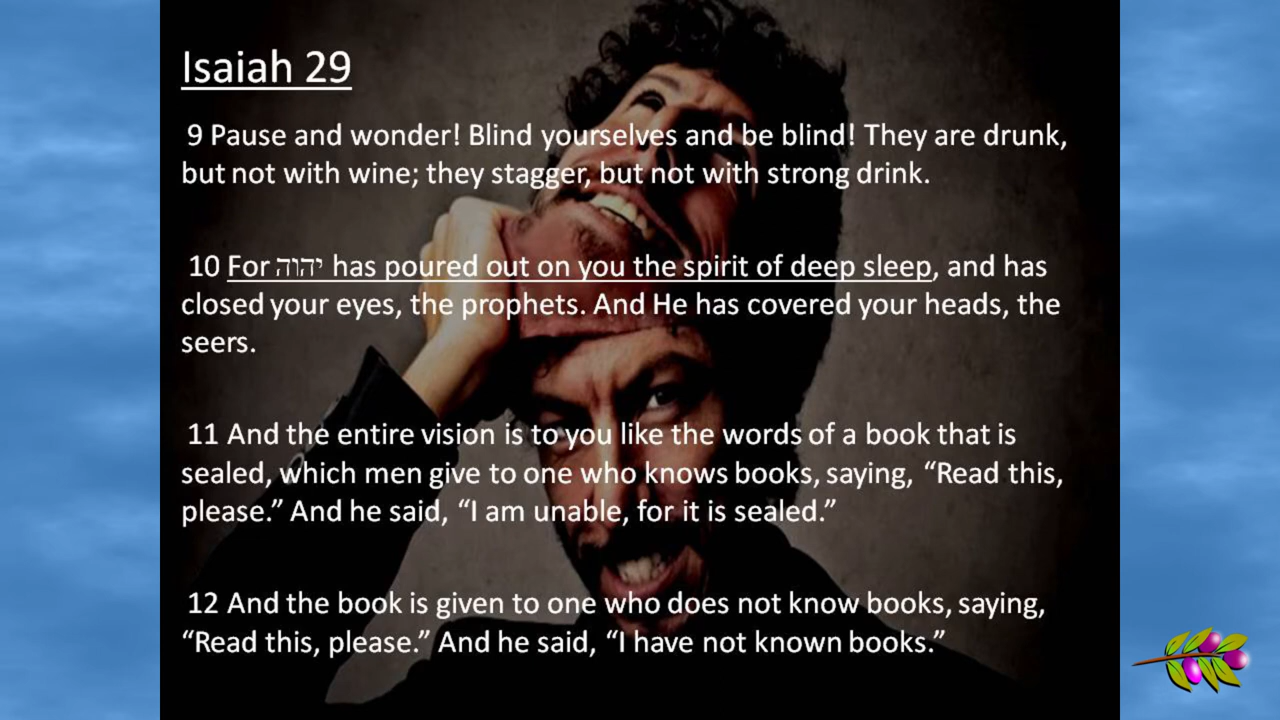 Isaiah 29
9 Pause and wonder! Blind yourselves and be blind! They are drunk,
but not with wine; they stagger, but not with strong drink.
10 For יהוה has poured out on you the spirit of deep sleep, and has
closed your eyes, the prophets. And He has covered your heads, the
seers.
11 And the entire vision is to you like the words of a book that is
sealed, which men give to one who knows books, saying, “Read this,
please.” And he said, “I am unable, for it is sealed.”
12 And the book is given to one who does not know books, saying,
“Read this, please.” And he said, “I have not known books.”